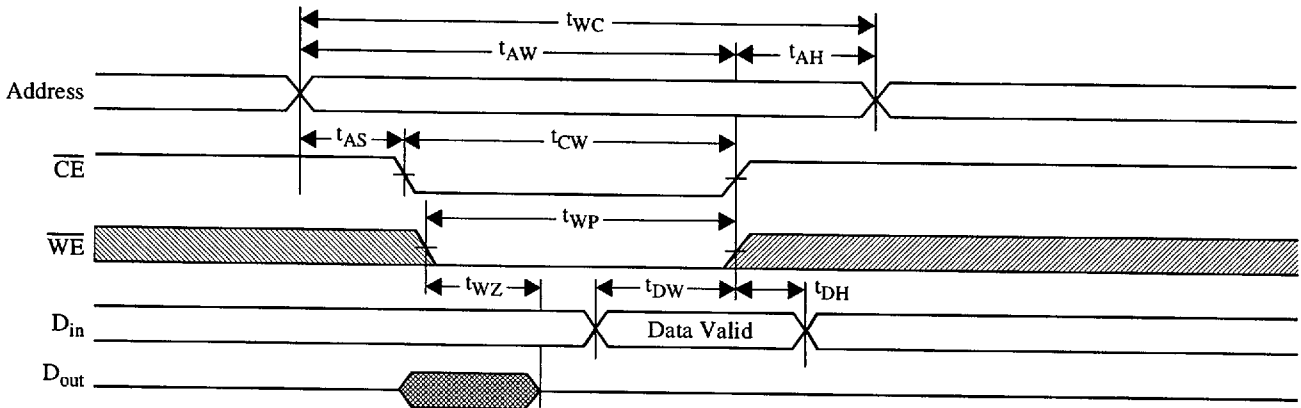 tWC
tAW
tAH
Address
tAS
tCW
CE
tWP
WE
tWZ
tDW
tDH
Din
Data Valid
Dout